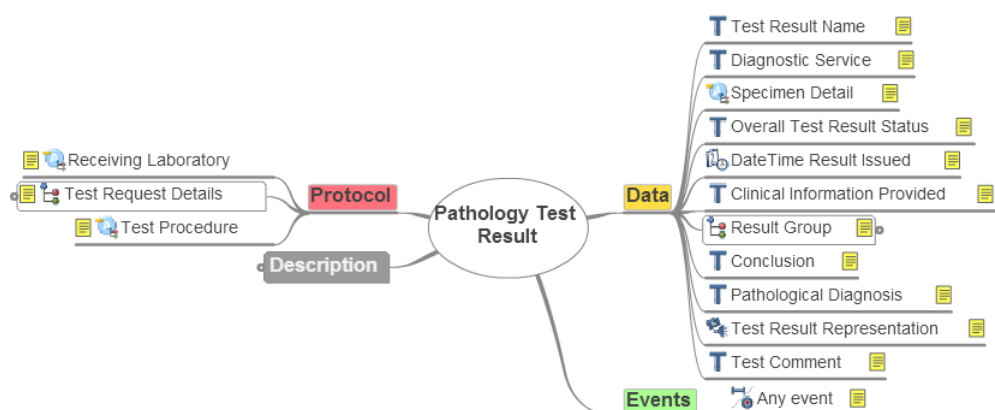 Receiving Laboratory
Test Request Details
Test Procedure
Protocol
Description
Pathology Test
Result
Data
Test Result Name
Diagnostic Service
Specimen Detail
Overall Test Result Status
DateTime Result Issued
Clinical Information Provided
Result Group
Conclusion
Pathological Diagnosis
Test Result Representation
Test Comment
Events
Any event